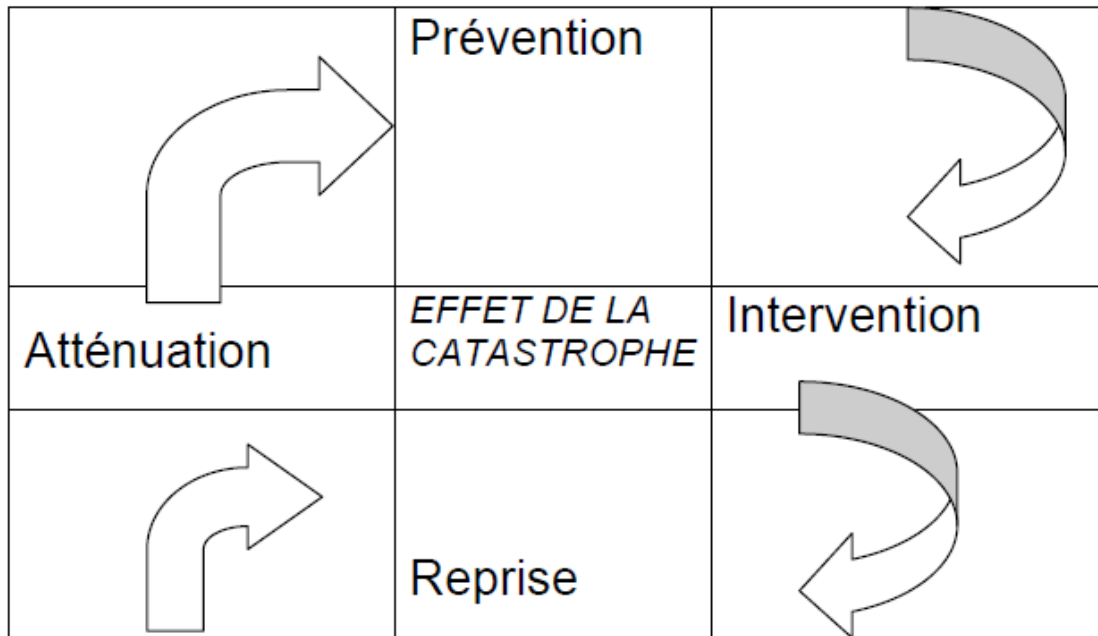 Prévention
Atténuation
EFFET DE LA
CATASTROPHE
Intervention
Reprise